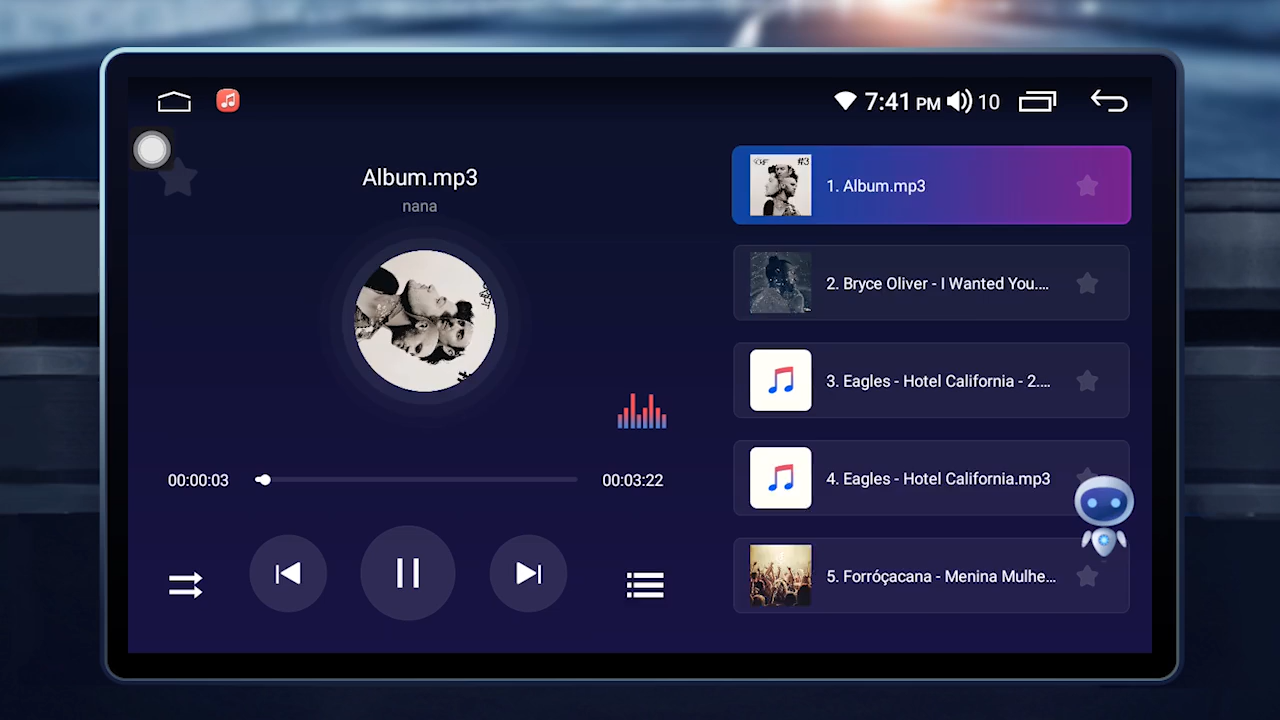 7:41 PM 10
Album.mp3
nana
00:00:03
00:03:22
#3
1. Album.mp3
2. Bryce Oliver - I Wanted You....
3. Eagles - Hotel California - 2....
4. Eagles - Hotel California.mp3
5. Forróçacana - Menina Mulhe...